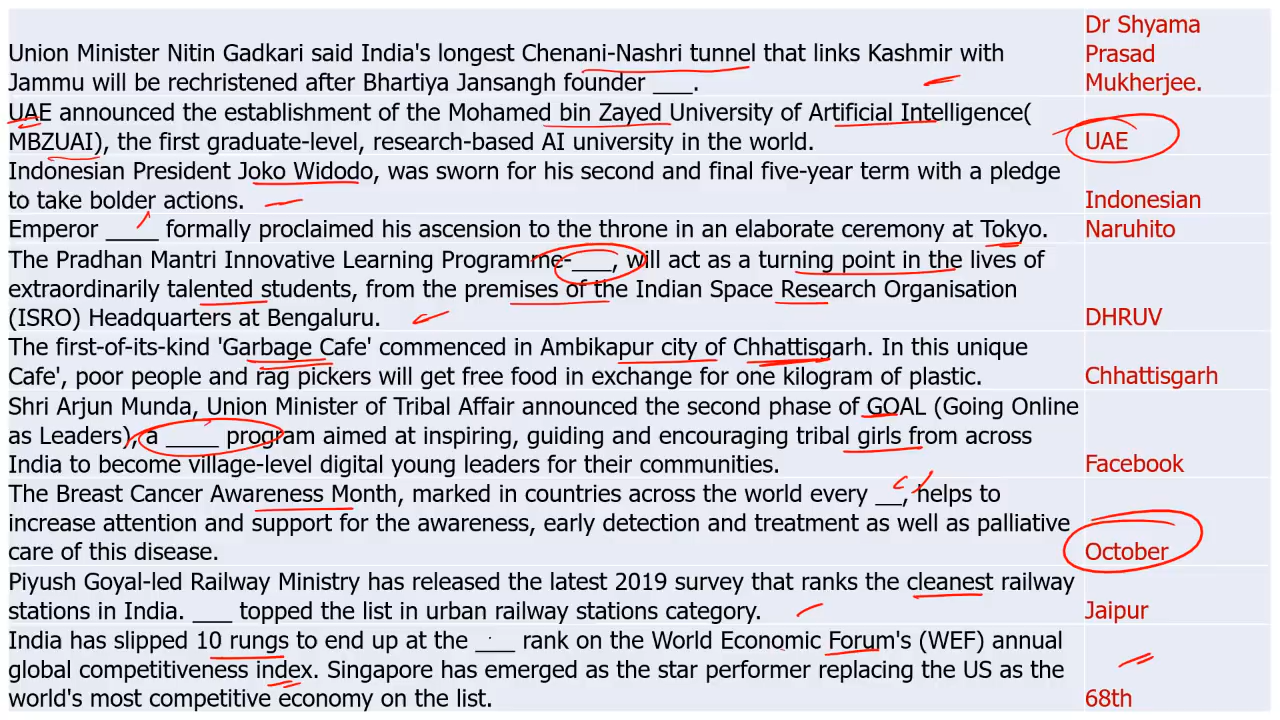 Union Minister Nitin Gadkari said India's longest Chenani-Nashri tunnel that links Kashmir with
Jammu will be rechristened after Bhartiya Jansangh founder ___.
Dr Shyama
Prasad
Mukherjee.
UAE announced the establishment of the Mohamed bin Zayed University of Artificial Intelligence(
MBZUAI), the first graduate-level, research-based AI university in the world.
UAE
Indonesian President Joko Widodo, was sworn for his second and final five-year term with a pledge
to take bolder actions.
Indonesian
Emperor ____ formally proclaimed his ascension to the throne in an elaborate ceremony at Tokyo.
Naruhito
The Pradhan Mantri Innovative Learning Programme-___, will act as a turning point in the lives of
extraordinarily talented students, from the premises of the Indian Space Research Organisation
(ISRO) Headquarters at Bengaluru.
DHRUV
The first-of-its-kind 'Garbage Cafe' commenced in Ambikapur city of Chhattisgarh. In this unique
Cafe', poor people and rag pickers will get free food in exchange for one kilogram of plastic.
Chhattisgarh
Shri Arjun Munda, Union Minister of Tribal Affair announced the second phase of GOAL (Going Online
as Leaders), a ____ program aimed at inspiring, guiding and encouraging tribal girls from across
India to become village-level digital young leaders for their communities.
Facebook
The Breast Cancer Awareness Month, marked in countries across the world every __, helps to
increase attention and support for the awareness, early detection and treatment as well as palliative
care of this disease.
October
Piyush Goyal-led Railway Ministry has released the latest 2019 survey that ranks the cleanest railway
stations in India. ___ topped the list in urban railway stations category.
Jaipur
India has slipped 10 rungs to end up at the ___ rank on the World Economic Forum's (WEF) annual
global competitiveness index. Singapore has emerged as the star performer replacing the US as the
world's most competitive economy on the list.
68th